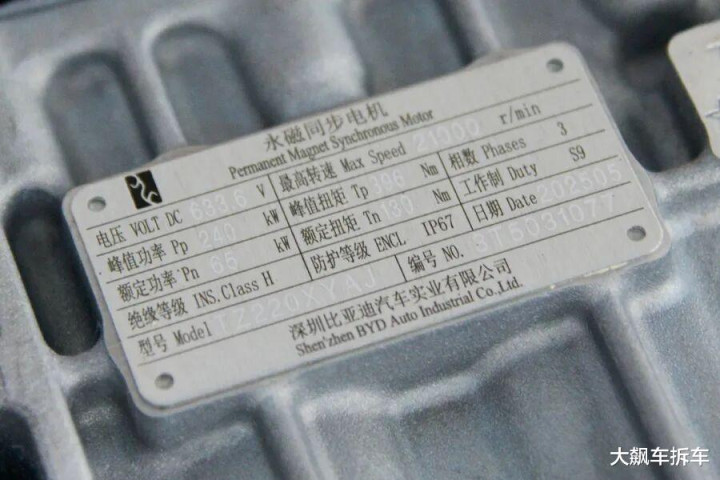 永磁同步电机
Permanent Magnet Synchronous Motor
电压 VOLT DC 633.6 V 最高转速 Max Speed 21000 r/min
峰值功率 Pp 240 kW 峰值扭矩 Tp Nm 相数 Phases 3
额定功率 Pn 65 kW 额定扭矩 Tn 130 Nm 工作制 Duty S9
绝缘等级 INS.Class H 防护等级 ENCL IP67 日期 Date 202505
型号 Model TZ220XYAJ 编号 NO. 5031077
深圳比亚迪汽车实业有限公司
Shen'zhen BYD Auto Industrial Co.,Ltd.
大飙车拆车